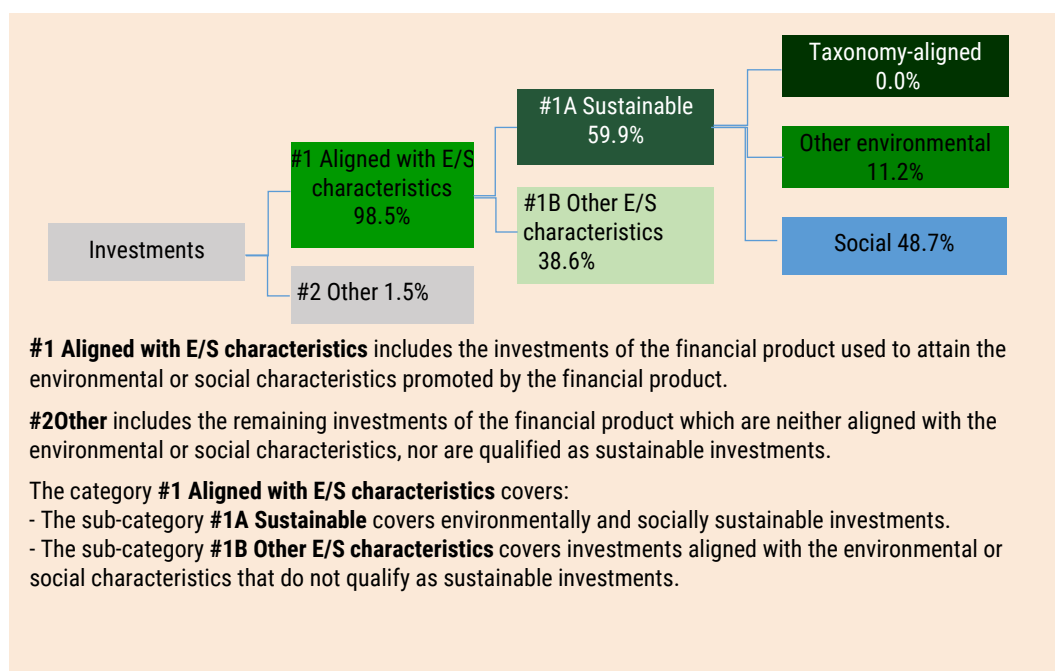 Investments
#1 Aligned with E/S
characteristics
98.5%
#2 Other 1.5%
#1A Sustainable
59.9%
#1B Other E/S
characteristics
38.6%
Taxonomy-aligned
0.0%
Other environmental
11.2%
Social 48.7%
#1 Aligned with E/S characteristics includes the investments of the financial product used to attain the
environmental or social characteristics promoted by the financial product.
#2Other includes the remaining investments of the financial product which are neither aligned with the
environmental or social characteristics, nor are qualified as sustainable investments.
The category #1 Aligned with E/S characteristics covers:
- The sub-category #1A Sustainable covers environmentally and socially sustainable investments.
- The sub-category #1B Other E/S characteristics covers investments aligned with the environmental or
social characteristics that do not qualify as sustainable investments.